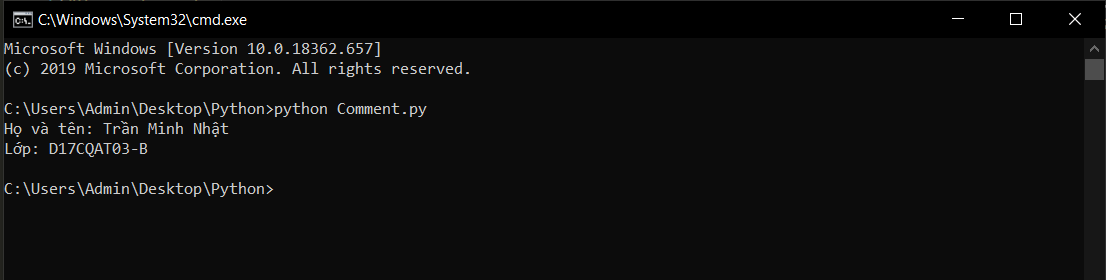 C:\Windows\System32\cmd.exe
Microsoft Windows [Version 10.0.18362.657]
(c) 2019 Microsoft Corporation. All rights reserved.
C:\Users\Admin\Desktop\Python>python Comment.py
Họ và tên: Trần Minh Nhật
Lớp: D17CQAT03-B
C:\Users\Admin\Desktop\Python>